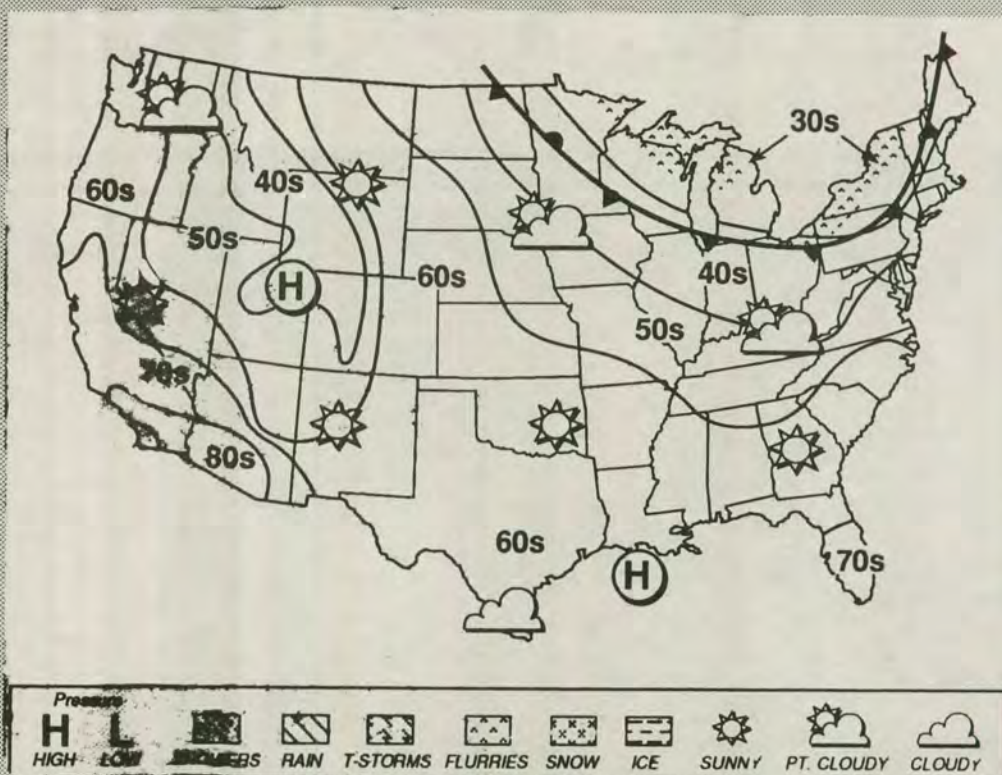 30s
60s
40s
50s
H
60s
40s
50s
70s
80s
60s
70s
H
Pressure
H
HIGH
L
LOW
RAIN
T-STORMS
FLURRIES
SNOW
ICE
SUNNY
PT. CLOUDY
CLOUDY